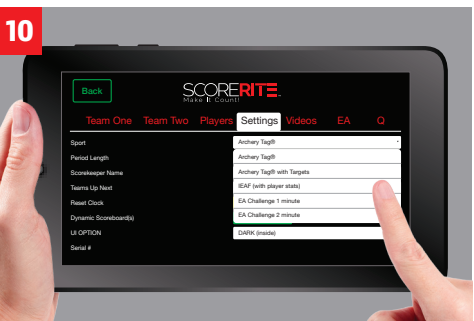 10
Back
SCORERITE
Make It Count!
Team One Team Two Players Settings Videos EA Q
Sport Archery Tag®
Period Length Archery Tag®
Scorekeeper Name Archery Tag® with Targets
Teams Up Next IEAF (with player stats)
Reset Clock EA Challenge 1 minute
Dynamic Scoreboard(s) EA Challenge 2 minute
UI OPTION DARK (inside)
Serial #